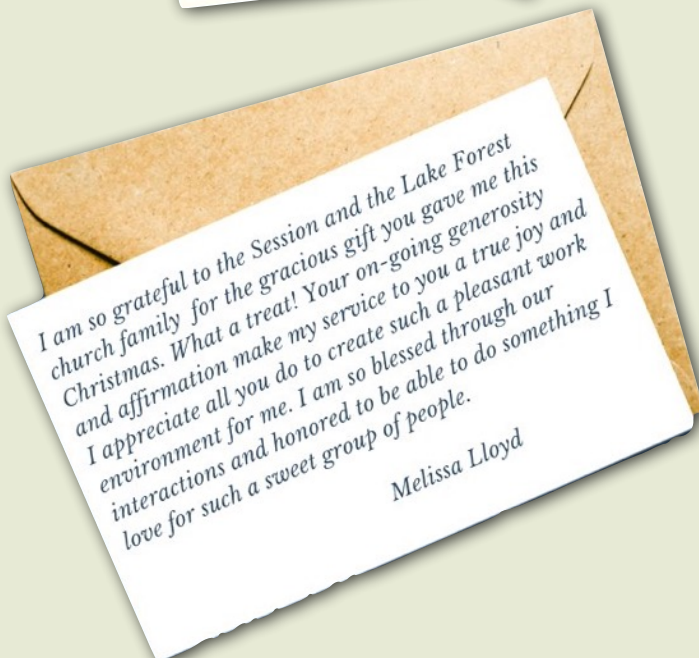 I am so grateful to the Session and the Lake Forest
church family for the gracious gift you gave me this
Christmas. What a treat! Your on-going generosity
and affirmation make my service to you a true joy and
I appreciate all you do to create such a pleasant work
environment for me. I am so blessed through our
interactions and honored to be able to do something I
love for such a sweet group of people.
Melissa Lloyd